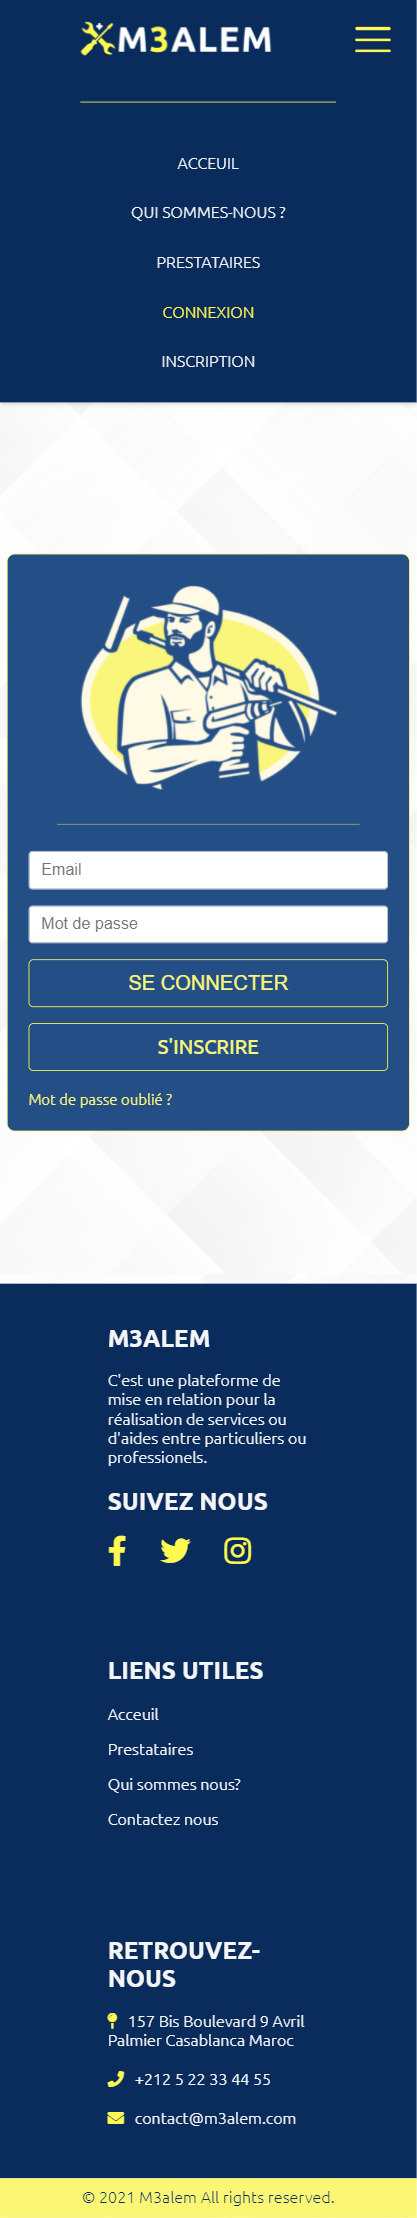 M3ALEM
ACCEUIL
QUI SOMMES-NOUS ?
PRESTATAIRES
CONNEXION
INSCRIPTION
Email
Mot de passe
SE CONNECTER
S'INSCRIRE
Mot de passe oublié ?
M3ALEM
C'est une plateforme de
mise en relation pour la
réalisation de services ou
d'aides entre particuliers ou
professionels.
SUIVEZ NOUS
LIENS UTILES
Acceuil
Prestataires
Qui sommes nous?
Contactez nous
RETROUVEZ-
NOUS
157 Bis Boulevard 9 Avril
Palmier Casablanca Maroc
+212 5 22 33 44 55
contact@m3alem.com
© 2021 M3alem All rights reserved.